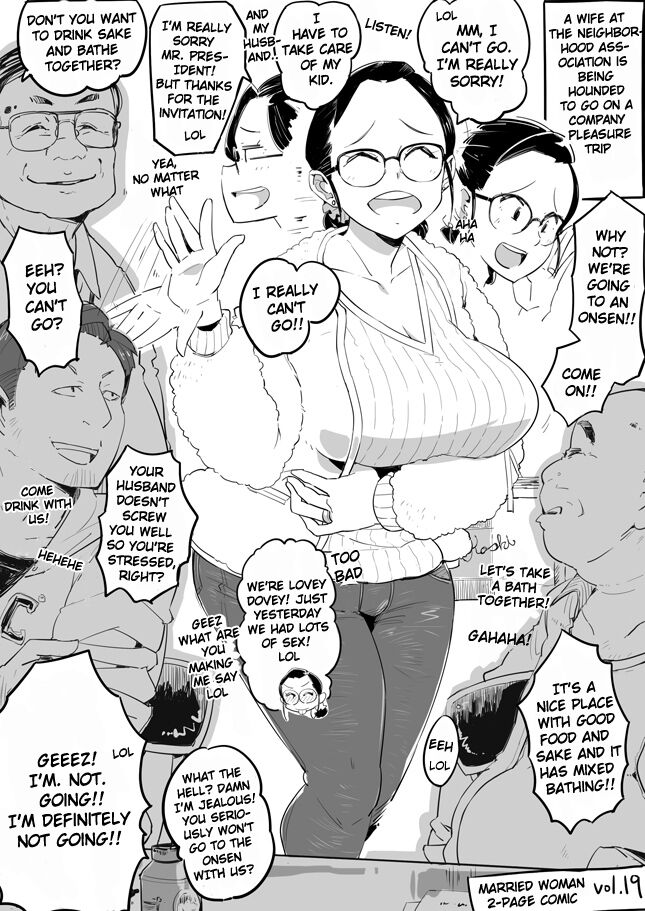 A WIFE AT
THE NEIGHBOR-
HOOD ASS-
OCIATION IS
BEING
HOUNDED
TO GO ON A
COMPANY
PLEASURE
TRIP
LOL
MM, I
CAN'T GO.
I'M REALLY
SORRY!
LISTEN!
I
HAVE TO
TAKE CARE
OF MY
KID.
AND
MY
HUSB-
AND!!
I'M REALLY
SORRY
MR. PRES-
IDENT!
BUT THANKS
FOR THE
INVITATION!
LOL
DON'T YOU WANT
TO DRINK SAKE
AND BATHE
TOGETHER?
YEA,
NO MATTER
WHAT
AHA
HA
WHY
NOT?
WE'RE
GOING
TO AN
ONSEN!!
COME
ON!!
I REALLY
CAN'T
GO!!
EEH?
YOU
CAN'T
GO?
COME
DRINK WITH
US!
HEHEHE
YOUR
HUSBAND
DOESN'T
SCREW
YOU WELL
SO YOU'RE
STRESSED,
RIGHT?
TOO
BAD
LET'S TAKE
A BATH
TOGETHER!
GAHAHA!
WE'RE LOVEY
DOVEY! JUST
YESTERDAY
WE HAD LOTS
OF SEX!
LOL
GEEZ
WHAT ARE
YOU
MAKING
ME SAY
LOL
IT'S A
NICE PLACE
WITH GOOD
FOOD AND
SAKE AND IT
HAS MIXED
BATHING!!
EEH
LOL
WHAT THE
HELL? DAMN
I'M JEALOUS!
YOU SERIO-
USLY WON'T
GO TO THE
ONSEN
WITH US?
LOL
GEEEZ!
I'M. NOT.
GOING!!
I'M DEFINITELY
NOT GOING!!
MARRIED WOMAN
2-PAGE COMIC
vol.19